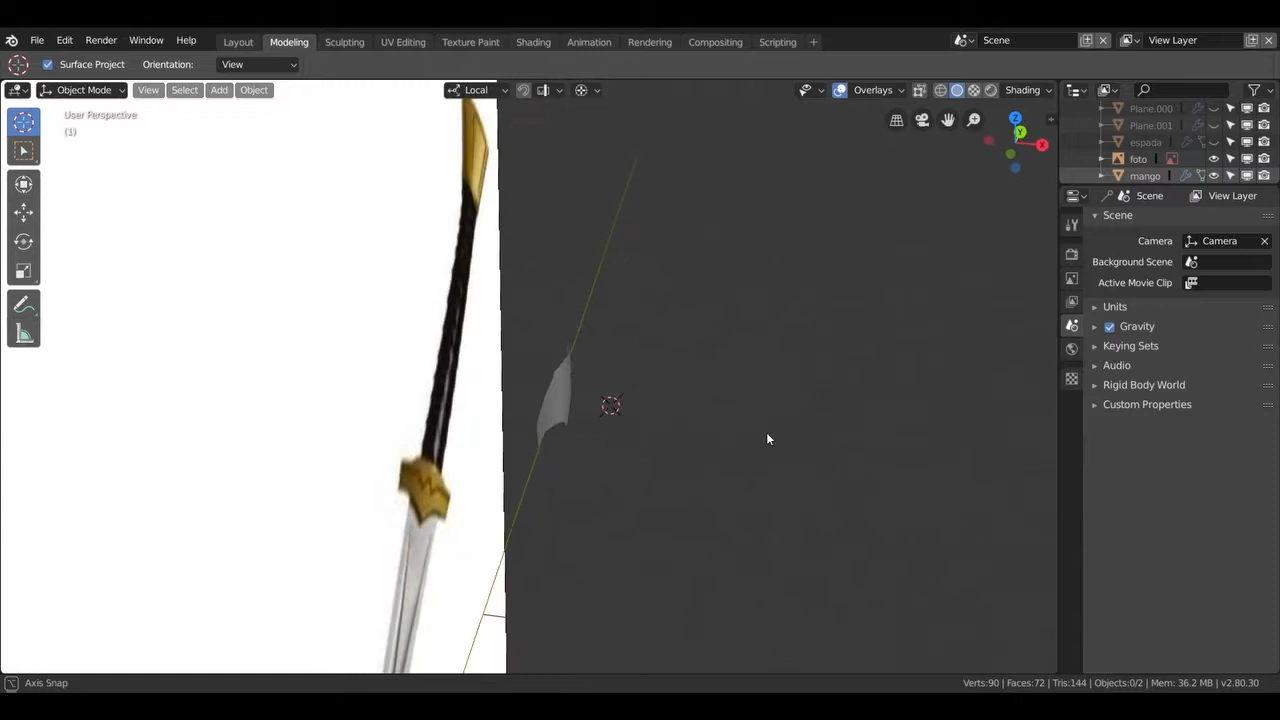 File Edit Render Window Help Layout Modeling Sculpting UV Editing Texture Paint Shading Animation Rendering Compositing Scripting + Scene View Layer
Surface Project Orientation: View
Object Mode View Select Add Object Local Overlays Shading
User Perspective
(1)
Z
Y
X
Plane.000
Plane.001
espada
foto
mango
Scene View Layer
Scene
Camera Camera
Background Scene
Active Movie Clip
Units
Gravity
Keying Sets
Audio
Rigid Body World
Custom Properties
Axis Snap Verts:90 | Faces:72 | Tris:144 | Objects:0/2 | Mem: 36.2 MB | v2.80.30